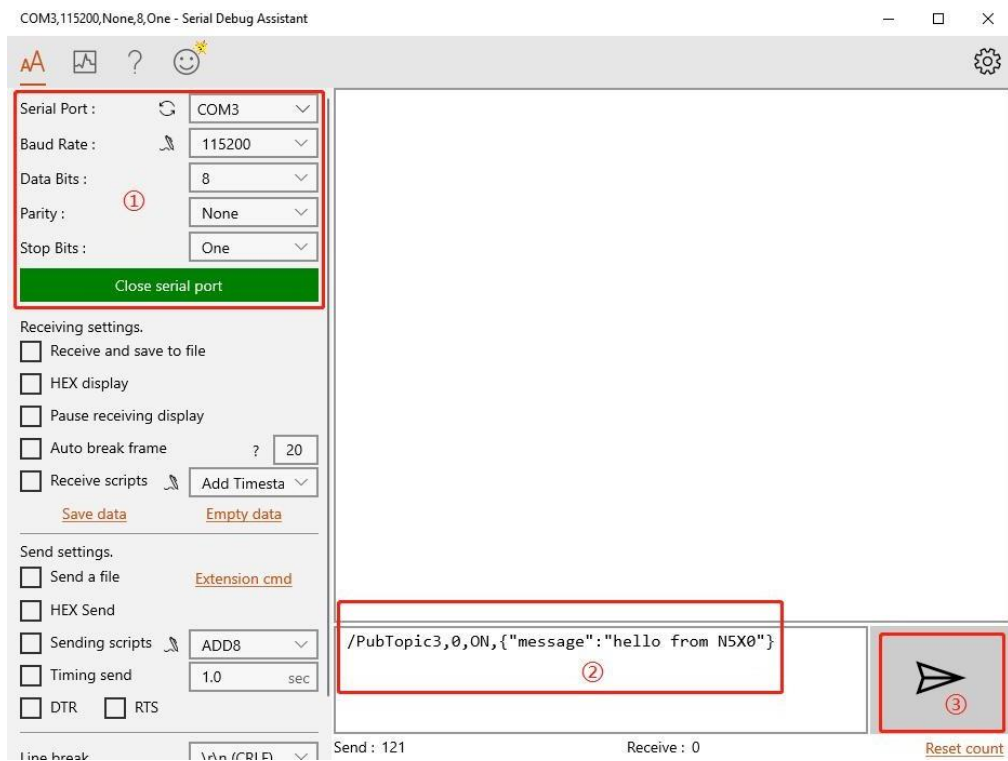 COM3,115200,None,8,One - Serial Debug Assistant
AA
?
Serial Port :
COM3
Baud Rate :
115200
Data Bits :
8
①
Parity :
None
Stop Bits :
One
Close serial port
Receiving settings.
Receive and save to file
HEX display
Pause receiving display
Auto break frame ? 20
Receive scripts Add Timesta
Save data Empty data
Send settings.
Send a file Extension cmd
HEX Send
Sending scripts ADD8
Timing send 1.0 sec
DTR RTS
Line break \r\n (CRLF)
/PubTopic3,0,ON,{"message":"hello from N5X0"}
②
③
Send : 121 Receive : 0 Reset count